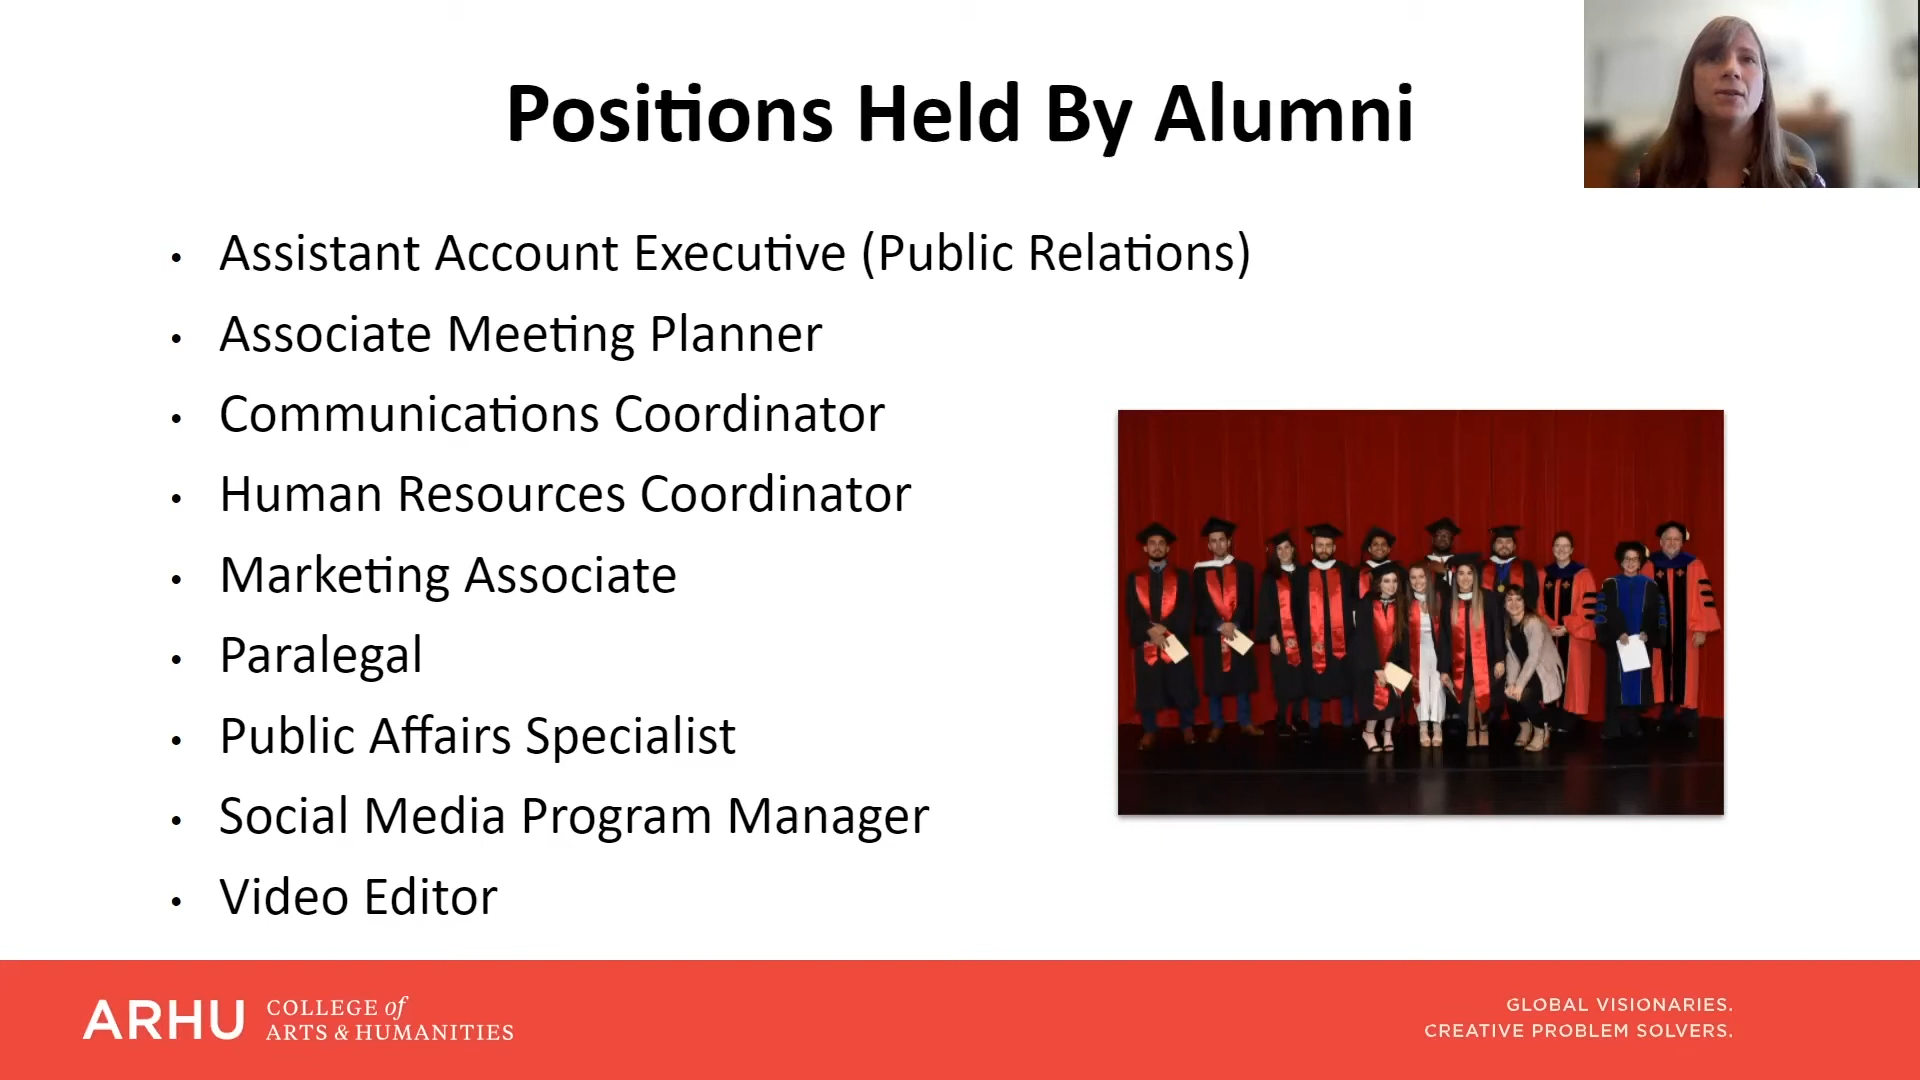 Positions Held By Alumni
• Assistant Account Executive (Public Relations)
• Associate Meeting Planner
• Communications Coordinator
• Human Resources Coordinator
• Marketing Associate
• Paralegal
• Public Affairs Specialist
• Social Media Program Manager
• Video Editor
ARHU
COLLEGE of
ARTS & HUMANITIES
GLOBAL VISIONARIES.
CREATIVE PROBLEM SOLVERS.